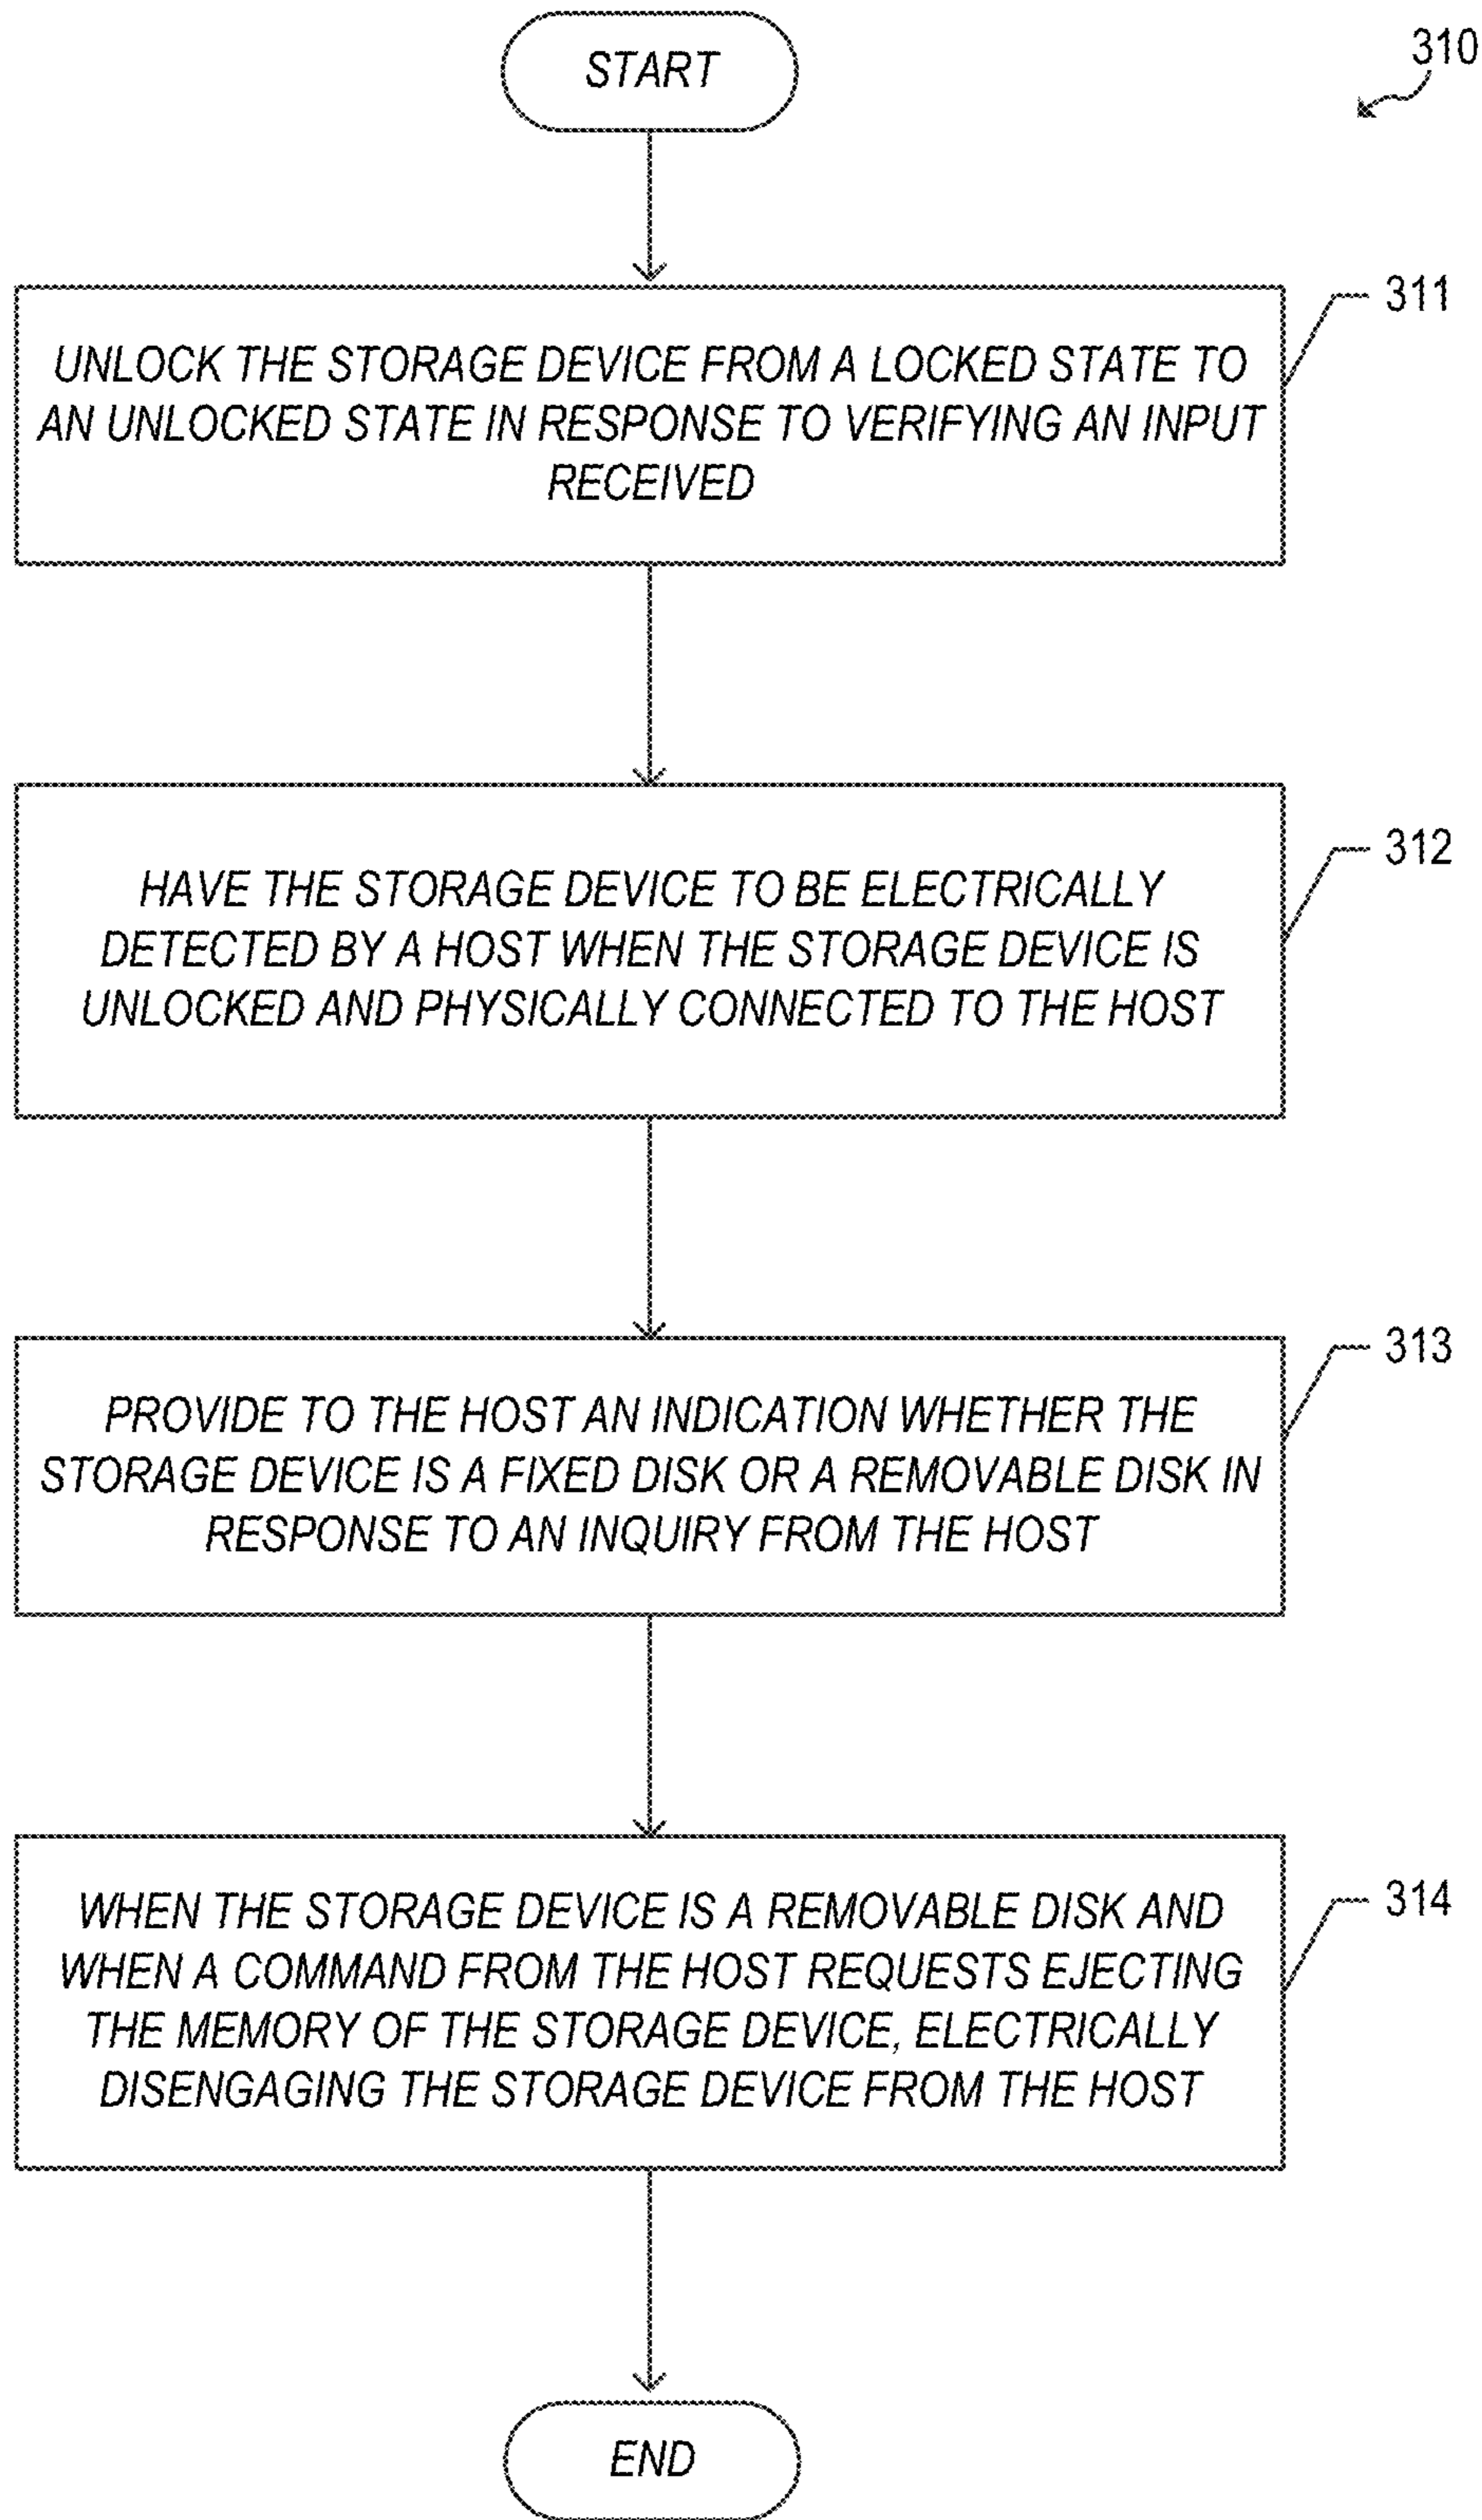 START
310
311
UNLOCK THE STORAGE DEVICE FROM A LOCKED STATE TO
AN UNLOCKED STATE IN RESPONSE TO VERIFYING AN INPUT
RECEIVED
312
HAVE THE STORAGE DEVICE TO BE ELECTRICALLY
DETECTED BY A HOST WHEN THE STORAGE DEVICE IS
UNLOCKED AND PHYSICALLY CONNECTED TO THE HOST
313
PROVIDE TO THE HOST AN INDICATION WHETHER THE
STORAGE DEVICE IS A FIXED DISK OR A REMOVABLE DISK IN
RESPONSE TO AN INQUIRY FROM THE HOST
314
WHEN THE STORAGE DEVICE IS A REMOVABLE DISK AND
WHEN A COMMAND FROM THE HOST REQUESTS EJECTING
THE MEMORY OF THE STORAGE DEVICE, ELECTRICALLY
DISENGAGING THE STORAGE DEVICE FROM THE HOST
END